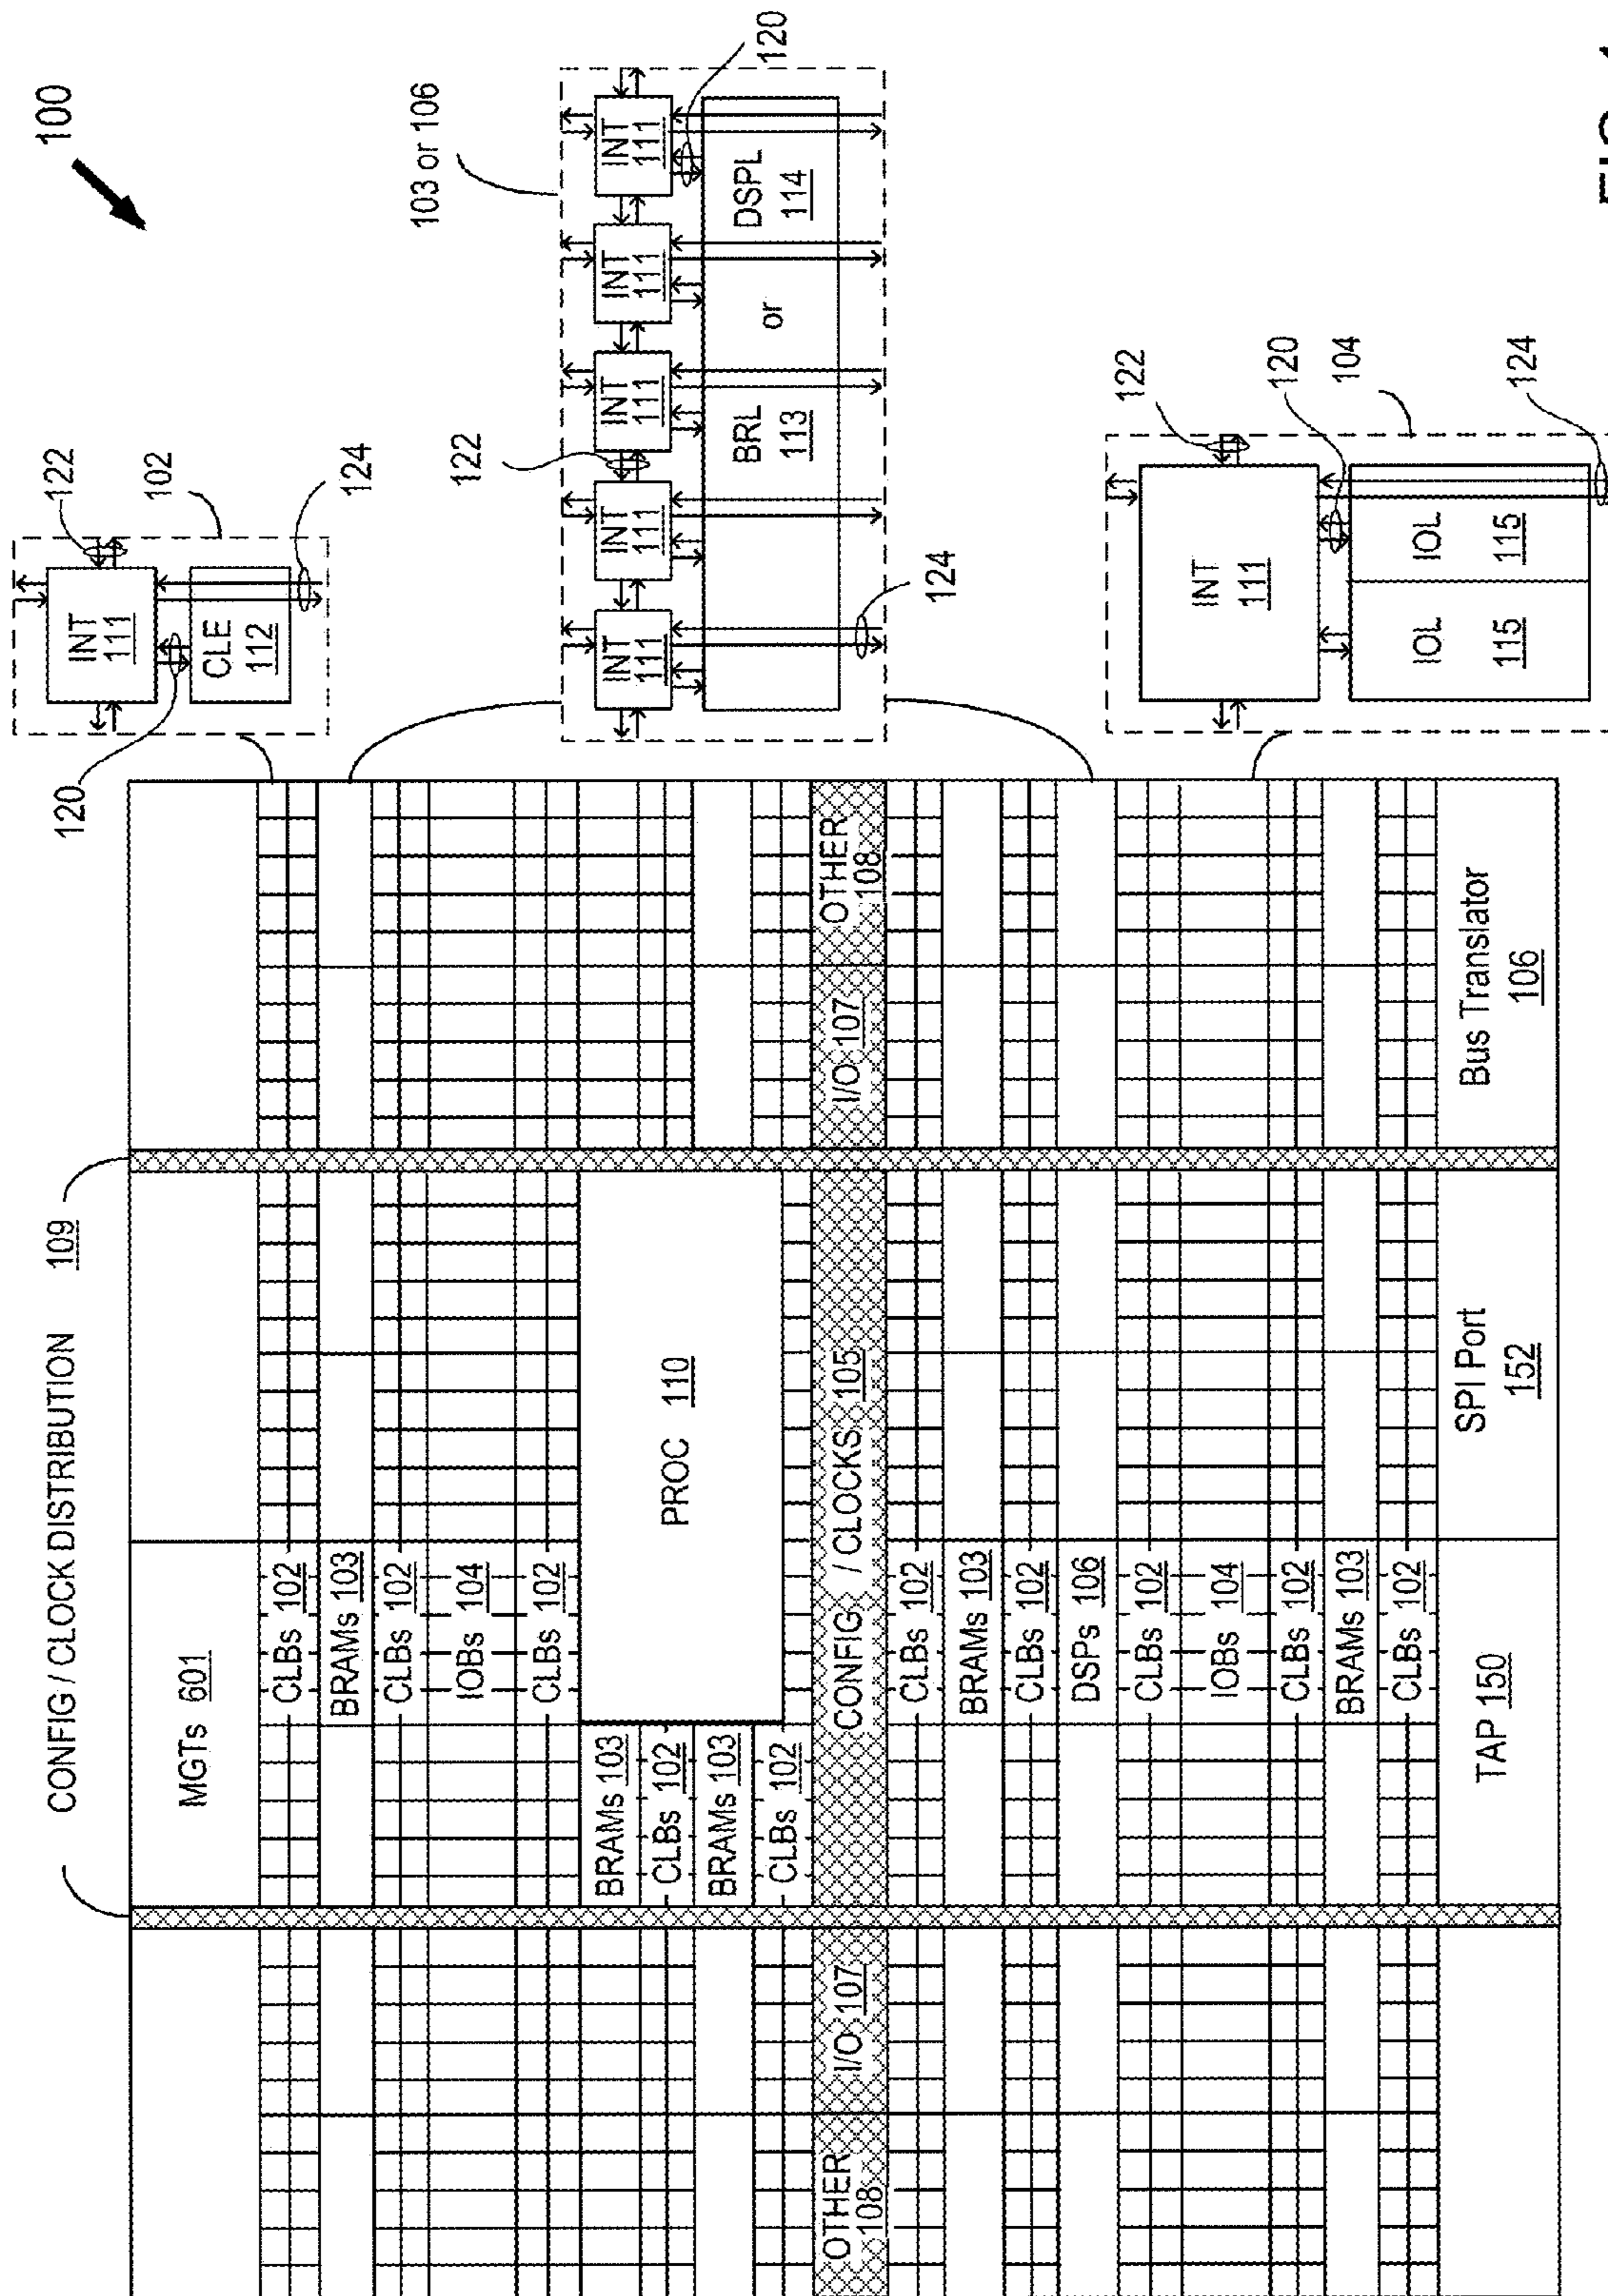 100
CONFIG / CLOCK DISTRIBUTION 109
MGTs 601
CLBs 102
BRAMs 103
CLBs 102
IOBs 104
CLBs 102
BRAMs 103
CLBs 102
BRAMs 103
CLBs 102
PROC 110
OTHER
108
I/O 107
CONFIG / CLOCKS 105
I/O 107
OTHER
108
CLBs 102
BRAMs 103
CLBs 102
DSPs 106
CLBs 102
IOBs 104
CLBs 102
BRAMs 103
CLBs 102
TAP 150
SPI Port
152
Bus Translator
106
120
INT
111
CLE
112
122
102
124
103 or 106
122
INT
111
INT
111
INT
111
INT
111
INT
111
120
BRL
113
or
DSPL
114
124
INT
111
122
120
104
IOL
115
IOL
115
124